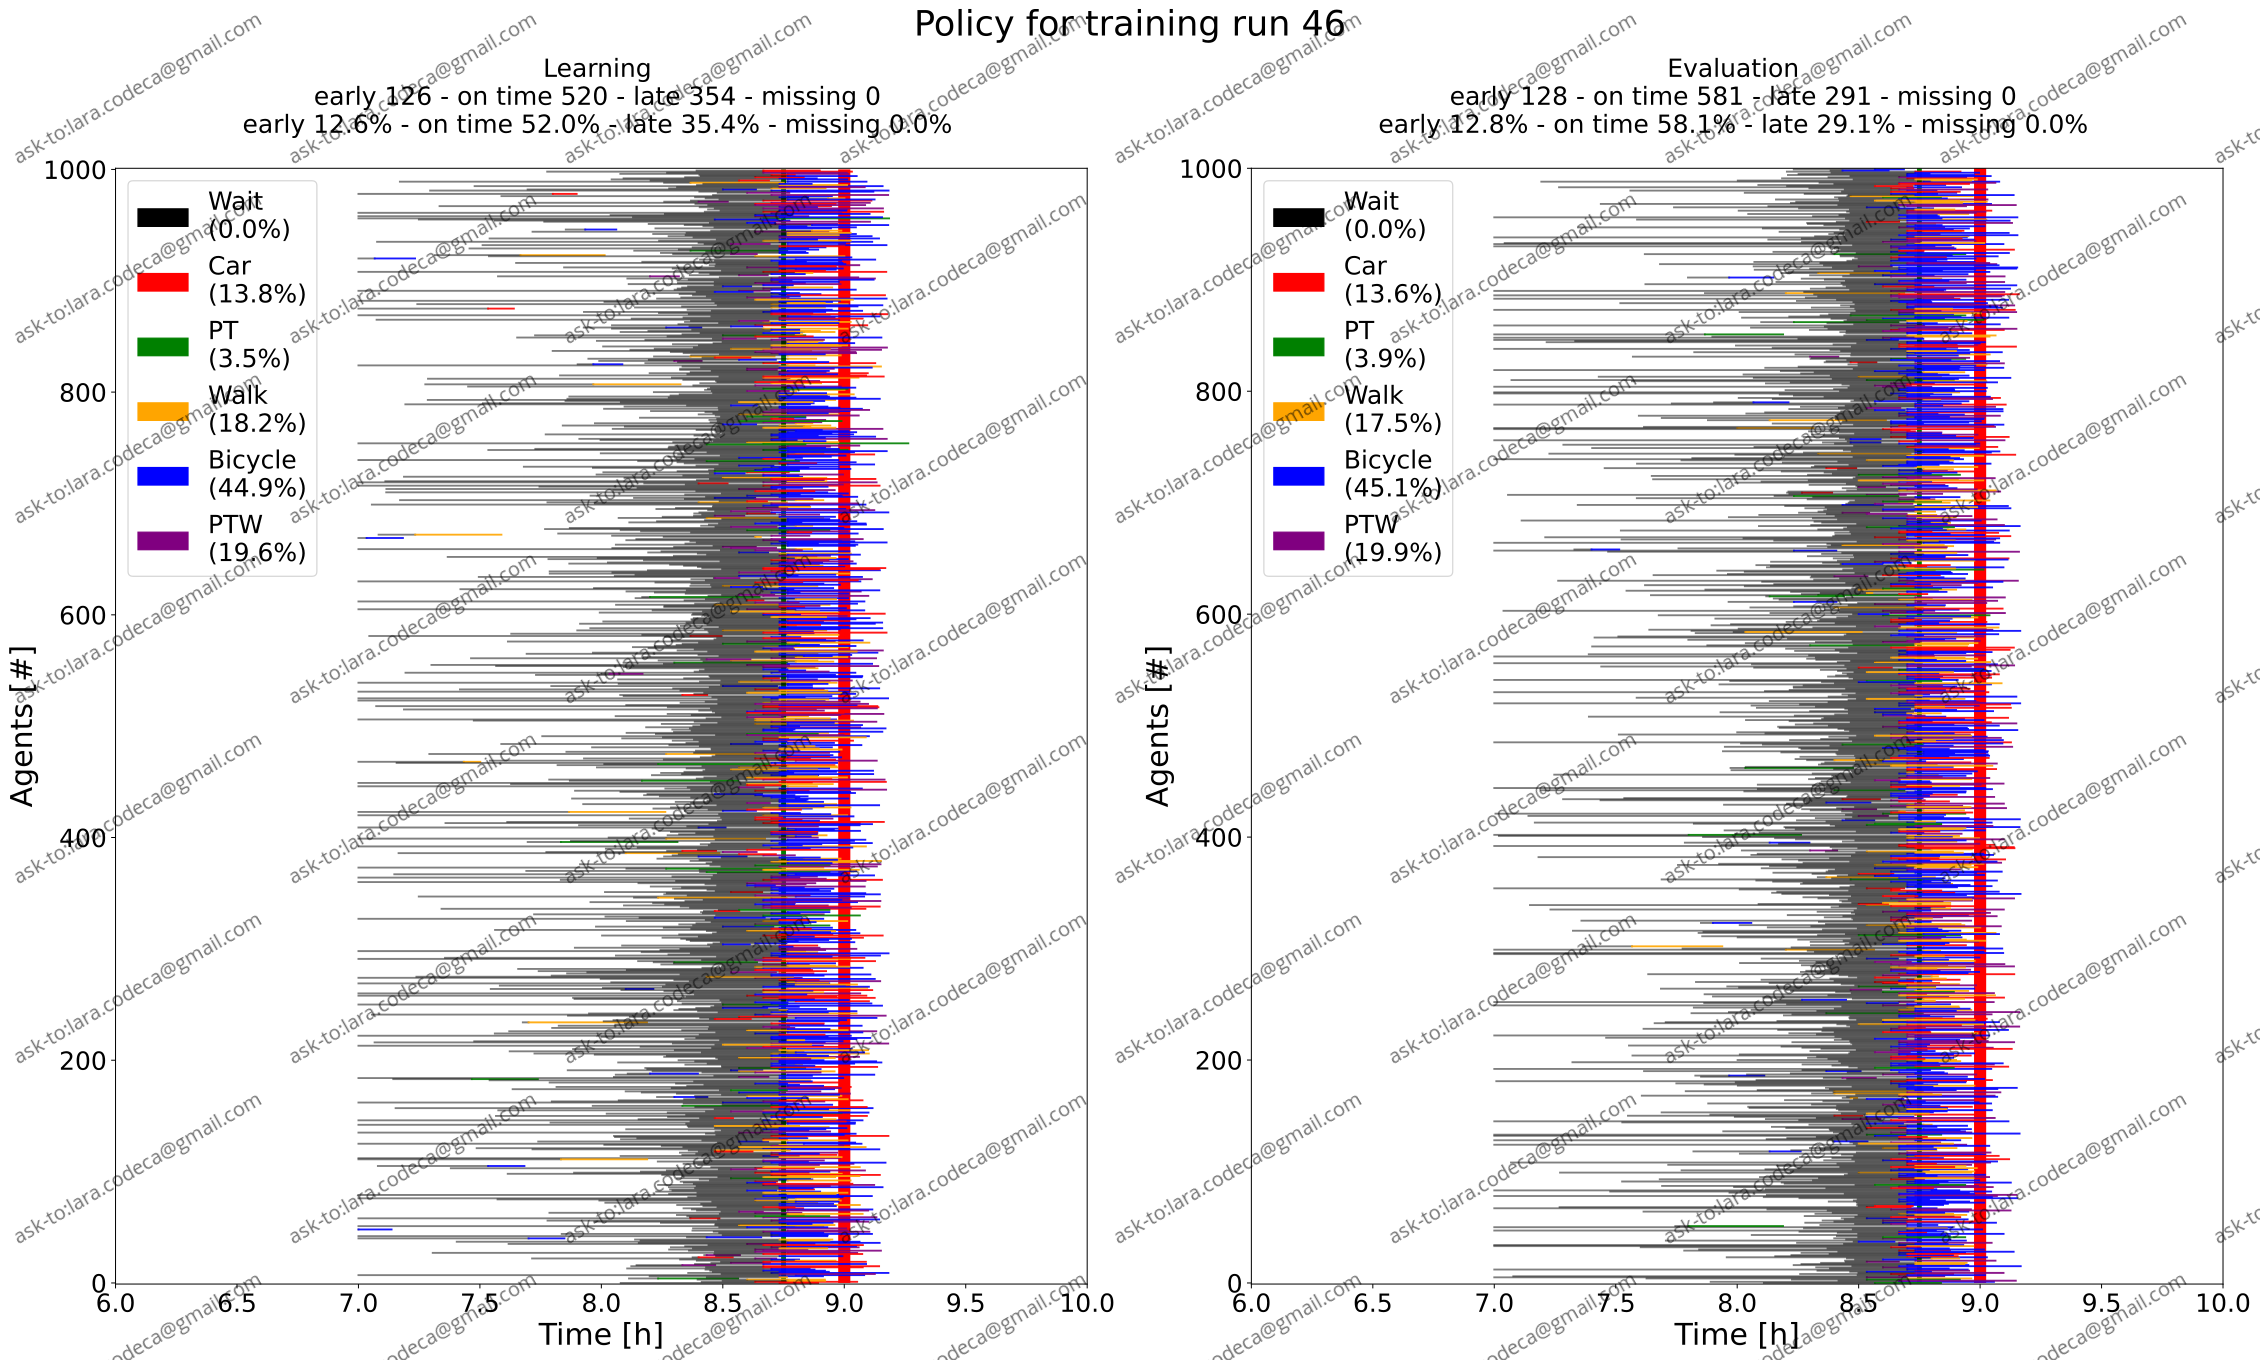 Policy for training run 46
Learning
early 126 - on time 520 - late 354 - missing 0
early 12.6% - on time 52.0% - late 35.4% - missing 0.0%
1000
800
600
400
200
0
Agents [#]
Wait
(0.0%)
Car
(13.8%)
PT
(3.5%)
Walk
(18.2%)
Bicycle
(44.9%)
PTW
(19.6%)
6.0 6.5 7.0 7.5 8.0 8.5 9.0 9.5 10.0
Time [h]
Evaluation
early 128 - on time 581 - late 291 - missing 0
early 12.8% - on time 58.1% - late 29.1% - missing 0.0%
1000
800
600
400
200
0
Agents [#]
Wait
(0.0%)
Car
(13.6%)
PT
(3.9%)
Walk
(17.5%)
Bicycle
(45.1%)
PTW
(19.9%)
6.0 6.5 7.0 7.5 8.0 8.5 9.0 9.5 10.0
Time [h]
ask-to:lara.codeca@gmail.com